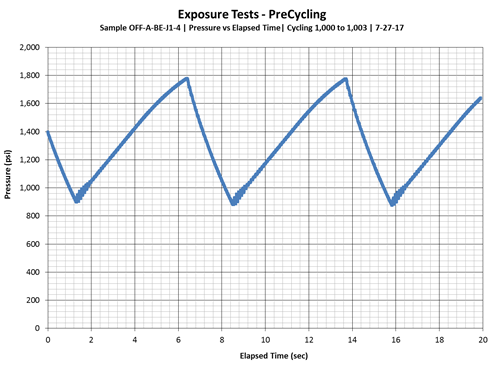 Exposure Tests - PreCycling
Sample OFF-A-BE-J1-4 | Pressure vs Elapsed Time| Cycling 1,000 to 1,003 | 7-27-17
2,000
1,800
1,600
1,400
1,200
1,000
800
600
400
200
0
Pressure (psi)
0 2 4 6 8 10 12 14 16 18 20
Elapsed Time (sec)